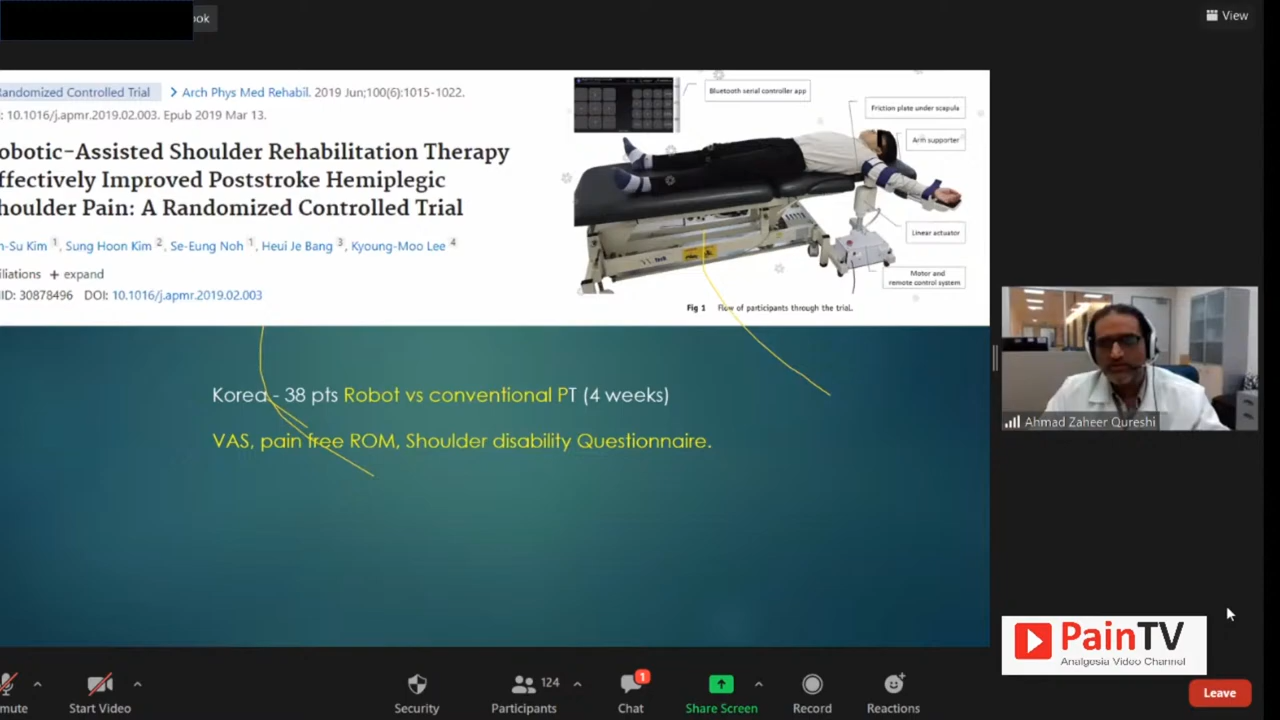 ook
View
andomized Controlled Trial > Arch Phys Med Rehabil. 2019 Jun;100(6):1015-1022.
: 10.1016/j.apmr.2019.02.003. Epub 2019 Mar 13.
obotic-Assisted Shoulder Rehabilitation Therapy
ffectively Improved Poststroke Hemiplegic
houlder Pain: A Randomized Controlled Trial
n-Su Kim 1, Sung Hoon Kim 2, Se-Eung Noh 1, Heui Je Bang 3, Kyoung-Moo Lee 4
iliations + expand
IID: 30878496 DOI: 10.1016/j.apmr.2019.02.003
Bluetooth serial controller app
Friction plate under scapula
Arm supporter
Linear actuator
Motor and
remote control system
Fig 1 Flow of participants through the trial.
Korea - 38 pts Robot vs conventional PT (4 weeks)
VAS, pain free ROM, Shoulder disability Questionnaire.
Ahmad Zaheer Qureshi
PainTV
Analgesia Video Channel
mute
Start Video
Security
124
Participants
1
Chat
Share Screen
Record
Reactions
Leave